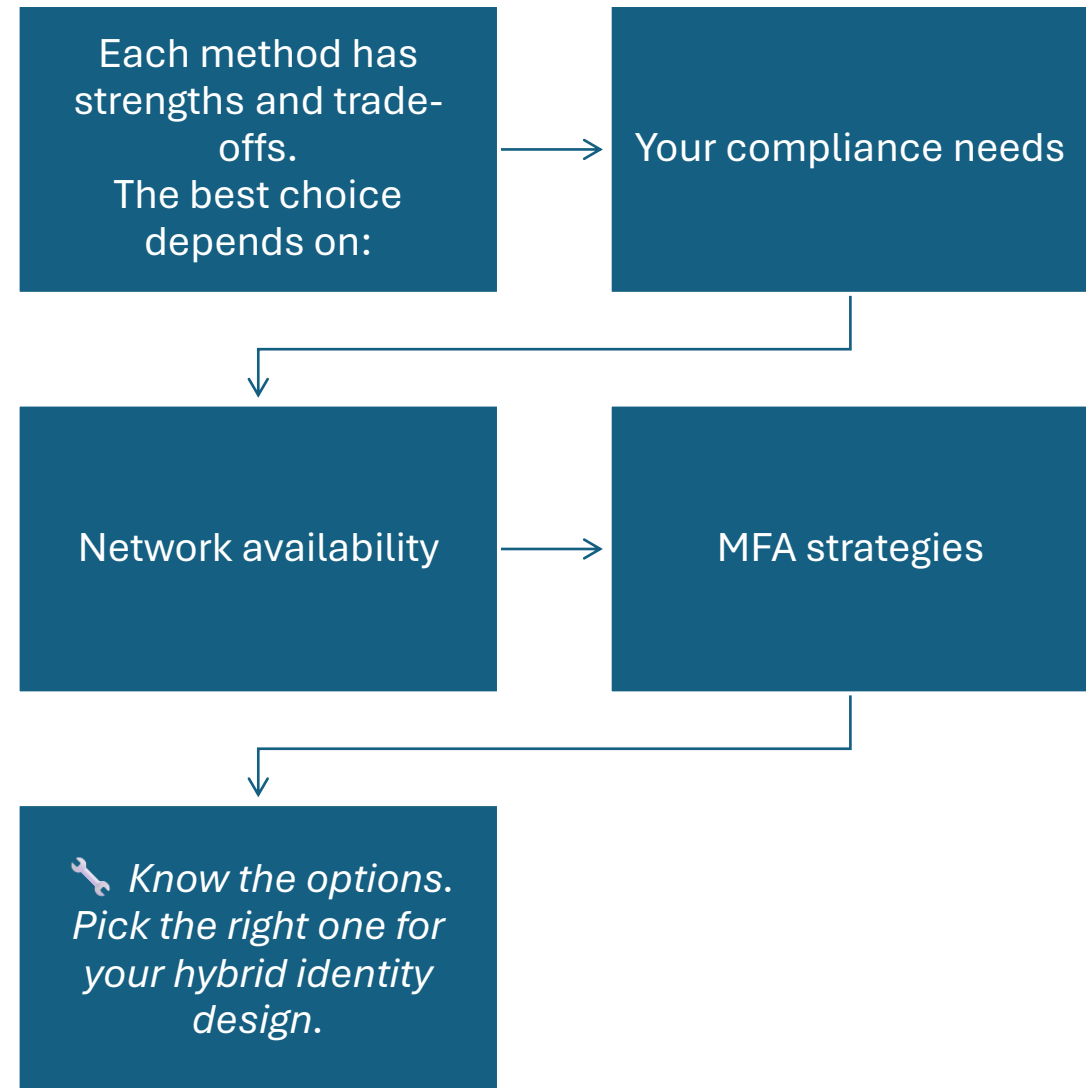 Each method has
strengths and trade-
offs.
The best choice
depends on:
Your compliance needs
Network availability
MFA strategies
🔧 Know the options.
Pick the right one for
your hybrid identity
design.